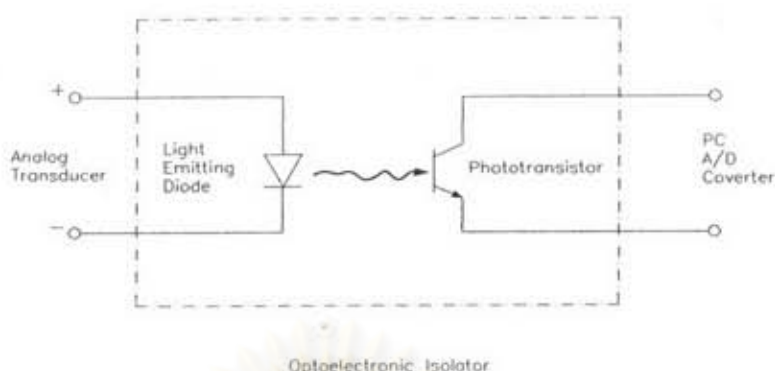 +
Analog
Transducer
-
Light
Emitting
Diode
Phototransistor
PC
A/D
Coverter
Optoelectronic Isolator